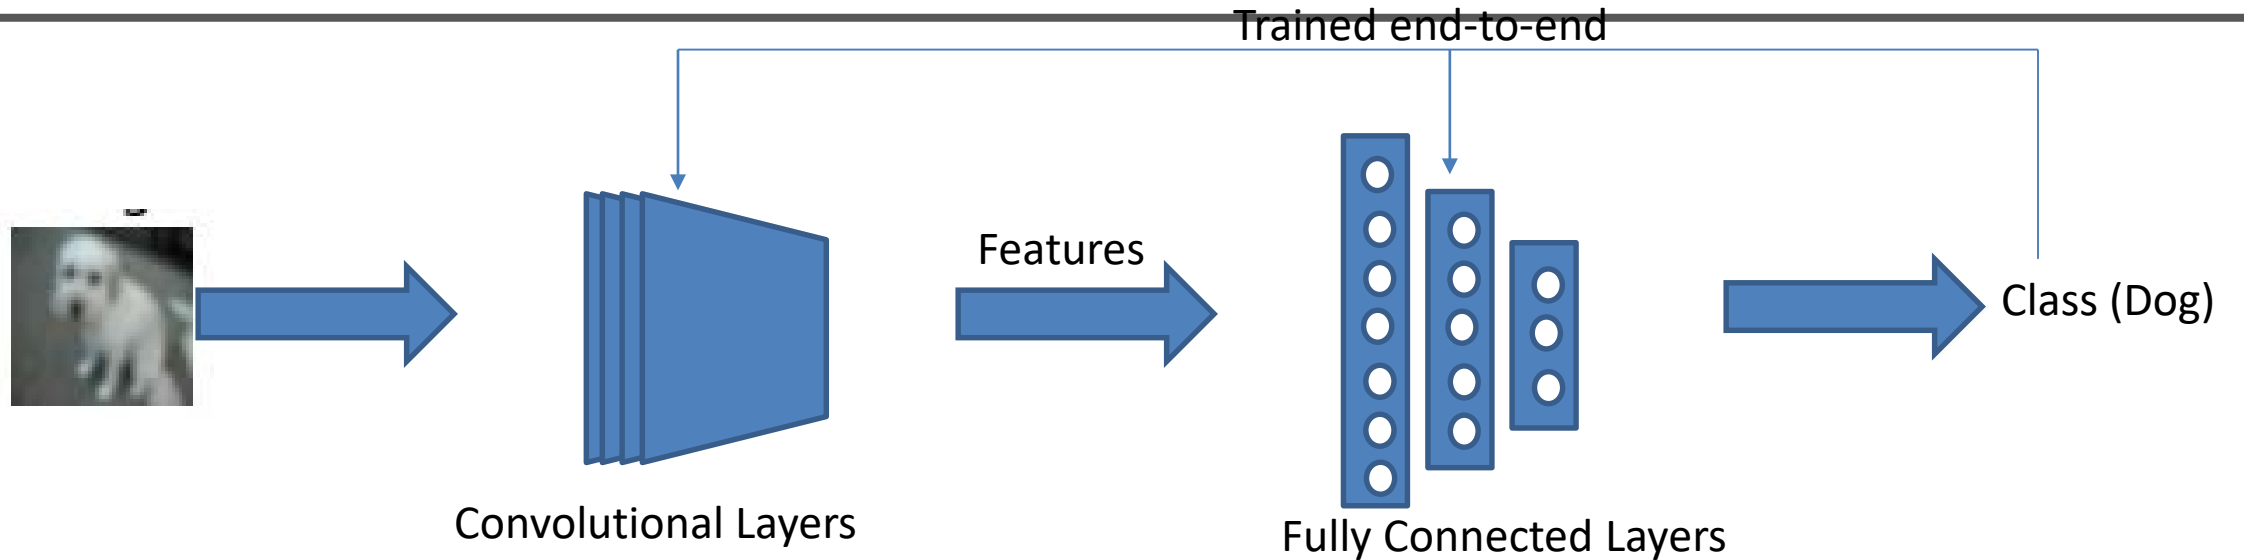 Trained end-to-end
Features
Class (Dog)
Convolutional Layers
Fully Connected Layers